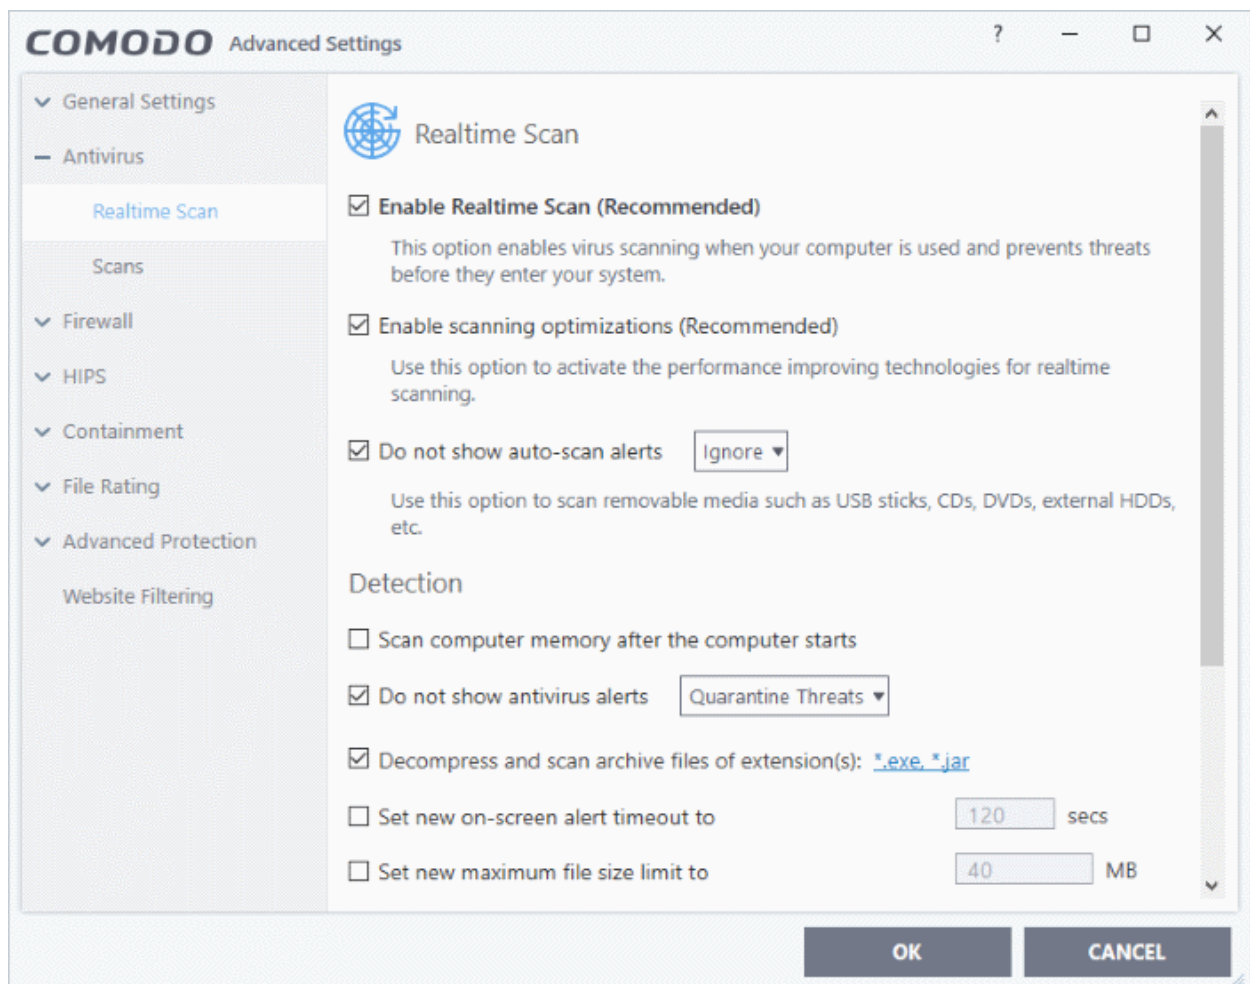 COMODO Advanced Settings
?
General Settings
Antivirus
Realtime Scan
Scans
Firewall
HIPS
Containment
File Rating
Advanced Protection
Website Filtering
Realtime Scan
Enable Realtime Scan (Recommended)
This option enables virus scanning when your computer is used and prevents threats
before they enter your system.
Enable scanning optimizations (Recommended)
Use this option to activate the performance improving technologies for realtime
scanning.
Do not show auto-scan alerts Ignore
Use this option to scan removable media such as USB sticks, CDs, DVDs, external HDDs,
etc.
Detection
Scan computer memory after the computer starts
Do not show antivirus alerts Quarantine Threats
Decompress and scan archive files of extension(s): *.exe, *.jar
Set new on-screen alert timeout to 120 secs
Set new maximum file size limit to 40 MB
OK CANCEL